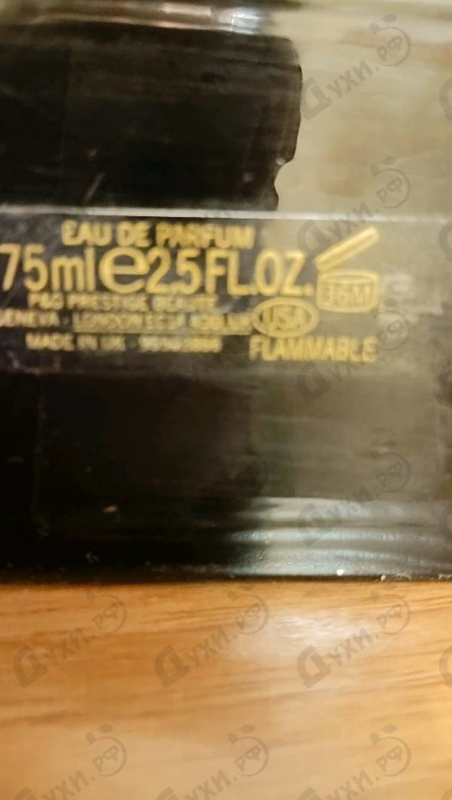 EAU DE PARFUM
75ml e 2.5 FL.OZ. 36M
P&G PRESTIGE BEAUTE
GENEVA - LONDON USA
MADE IN UK FLAMMABLE
Духи.РФ